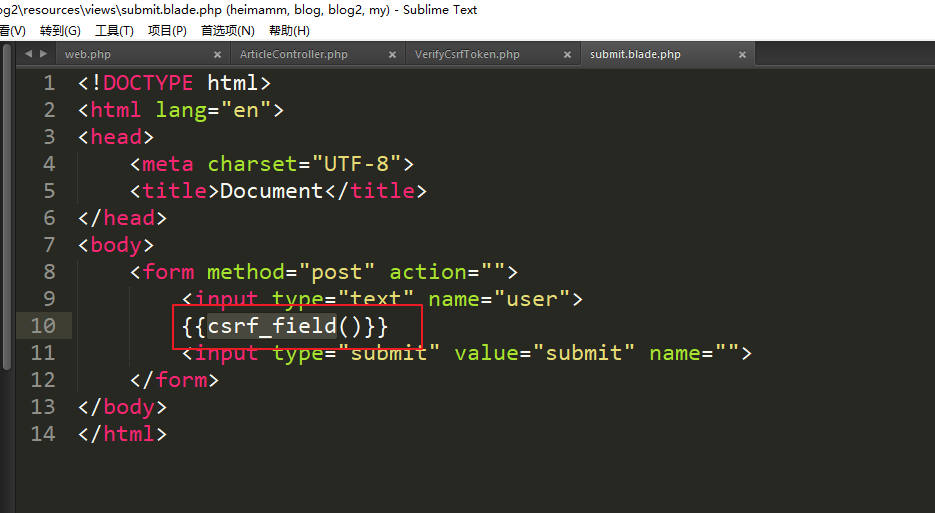 og2\resources\views\submit.blade.php (heimamm, blog, blog2, my) - Sublime Text
看(V) 转到(G) 工具(T) 项目(P) 首选项(N) 帮助(H)
web.php × ArticleController.php × VerifyCsrfToken.php × submit.blade.php ×
1 <!DOCTYPE html>
2 <html lang="en">
3 <head>
4 <meta charset="UTF-8">
5 <title>Document</title>
6 </head>
7 <body>
8 <form method="post" action="">
9 <input type="text" name="user">
10 {{csrf_field()}}
11 <input type="submit" value="submit" name="">
12 </form>
13 </body>
14 </html>